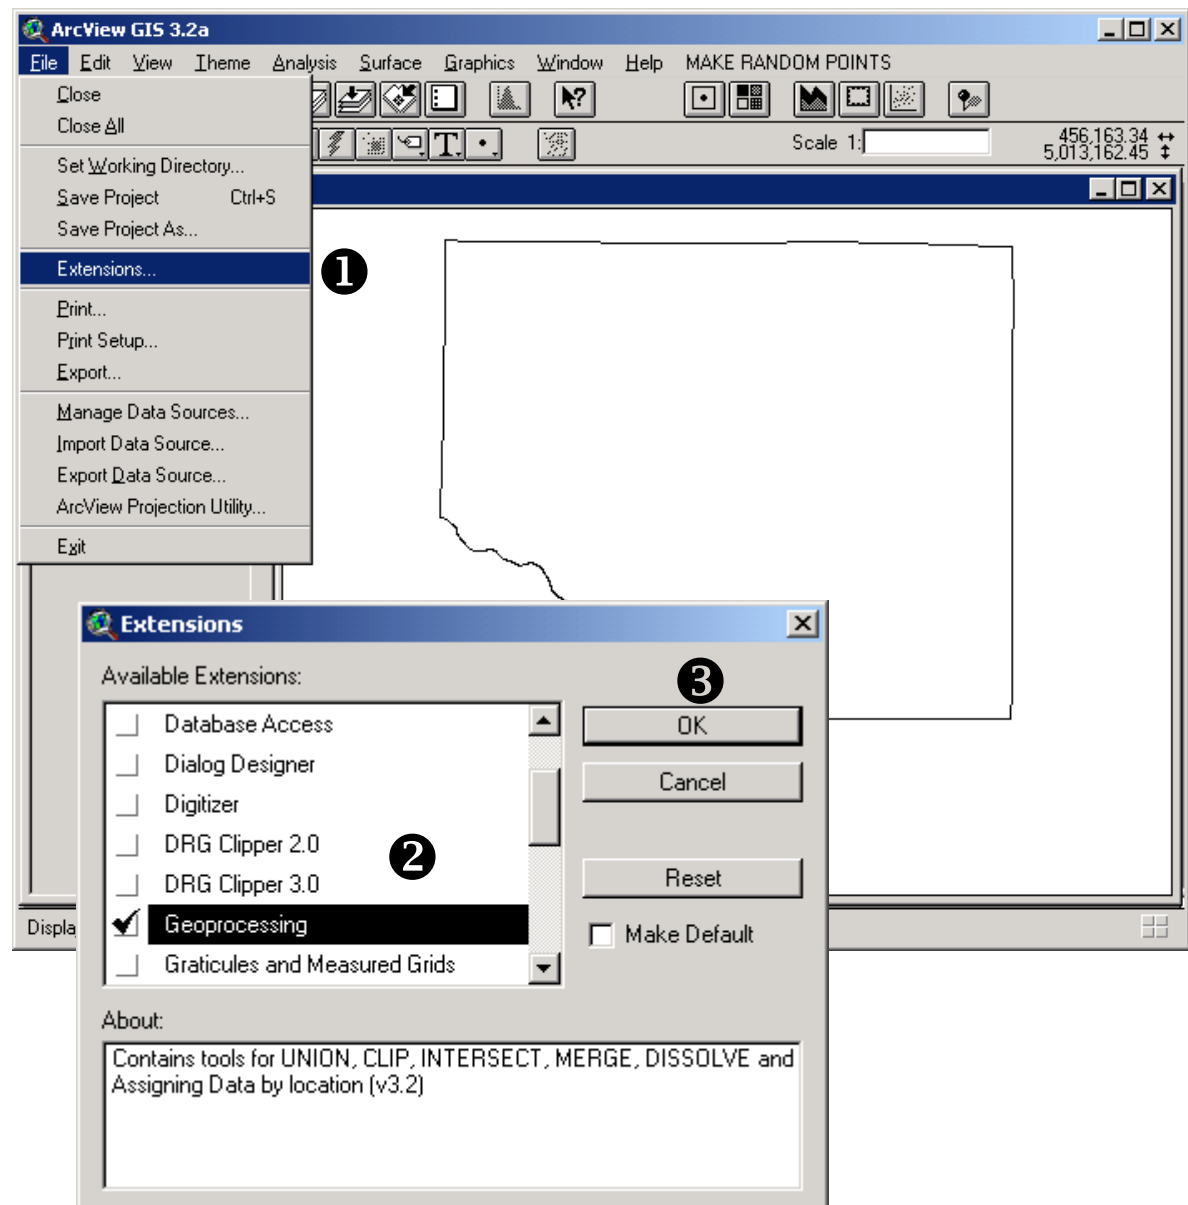 ArcView GIS 3.2a
File Edit View Theme Analysis Surface Graphics Window Help MAKE RANDOM POINTS
Close
Close All
Scale 1:
456,163.34
5,013,162.45
Set Working Directory...
Save Project Ctrl+S
Save Project As...
Extensions...
1
Print...
Print Setup...
Export...
Manage Data Sources...
Import Data Source...
Export Data Source...
ArcView Projection Utility...
Exit
Extensions
Available Extensions:
3
Database Access
OK
Dialog Designer
Cancel
Digitizer
DRG Clipper 2.0
2
DRG Clipper 3.0
Reset
Geoprocessing
Make Default
Graticules and Measured Grids
Displa
About:
Contains tools for UNION, CLIP, INTERSECT, MERGE, DISSOLVE and
Assigning Data by location (v3.2)